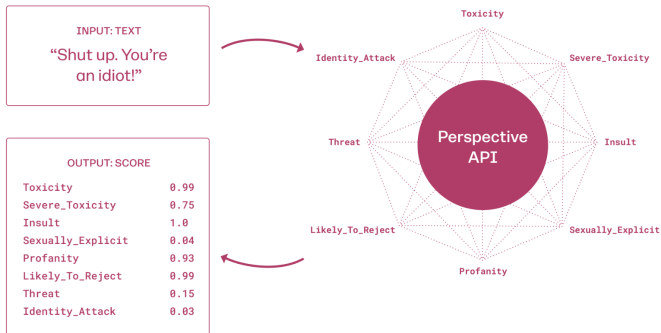 INPUT: TEXT
“Shut up. You’re
an idiot!”
OUTPUT: SCORE
Toxicity 0.99
Severe_Toxicity 0.75
Insult 1.0
Sexually_Explicit 0.04
Profanity 0.93
Likely_To_Reject 0.99
Threat 0.15
Identity_Attack 0.03
Toxicity
Identity_Attack
Severe_Toxicity
Threat
Perspective
API
Insult
Likely_To_Reject
Sexually_Explicit
Profanity